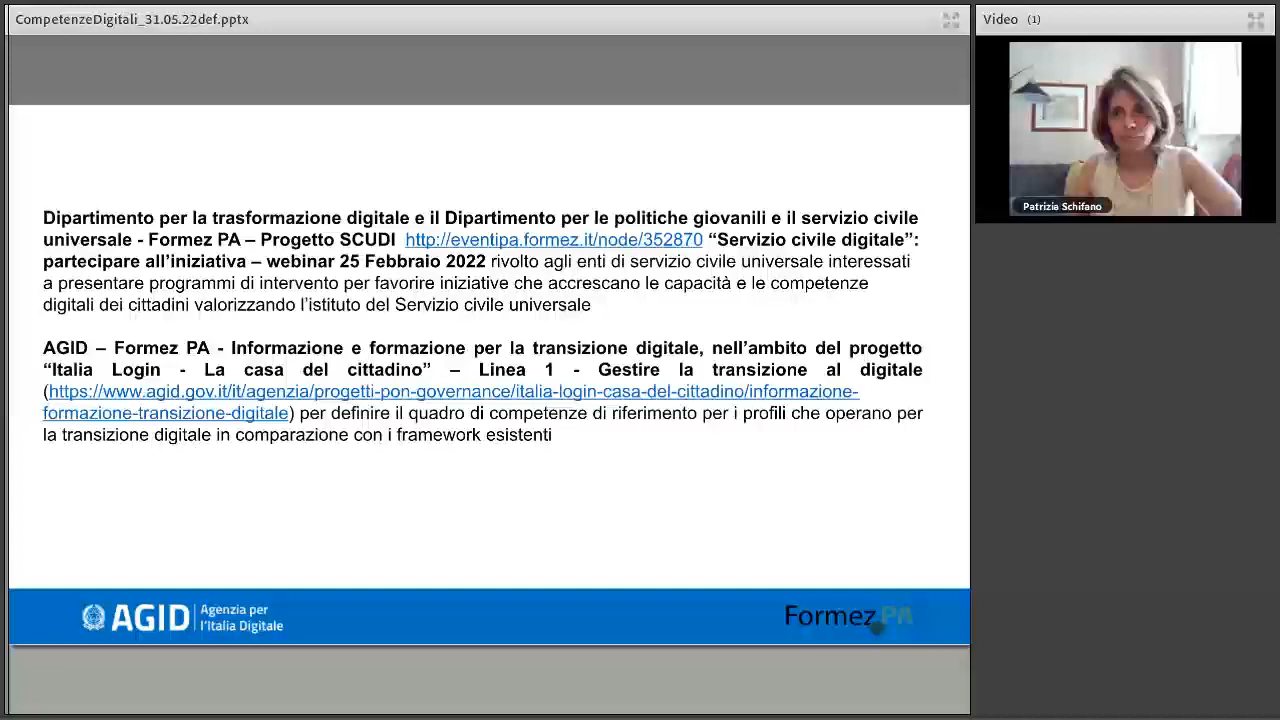 CompetenzeDigitali_31.05.22def.pptx
Video (1)
Patrizia Schifano
Dipartimento per la trasformazione digitale e il Dipartimento per le politiche giovanili e il servizio civile
universale - Formez PA – Progetto SCUDI http://eventipa.formez.it/node/352870 “Servizio civile digitale”:
partecipare all’iniziativa – webinar 25 Febbraio 2022 rivolto agli enti di servizio civile universale interessati
a presentare programmi di intervento per favorire iniziative che accrescano le capacità e le competenze
digitali dei cittadini valorizzando l’istituto del Servizio civile universale
AGID – Formez PA - Informazione e formazione per la transizione digitale, nell’ambito del progetto
“Italia Login - La casa del cittadino” – Linea 1 - Gestire la transizione al digitale
(https://www.agid.gov.it/it/agenzia/progetti-pon-governance/italia-login-casa-del-cittadino/informazione-
formazione-transizione-digitale) per definire il quadro di competenze di riferimento per i profili che operano per
la transizione digitale in comparazione con i framework esistenti
AGID Agenzia per
l’Italia Digitale
Formez PA